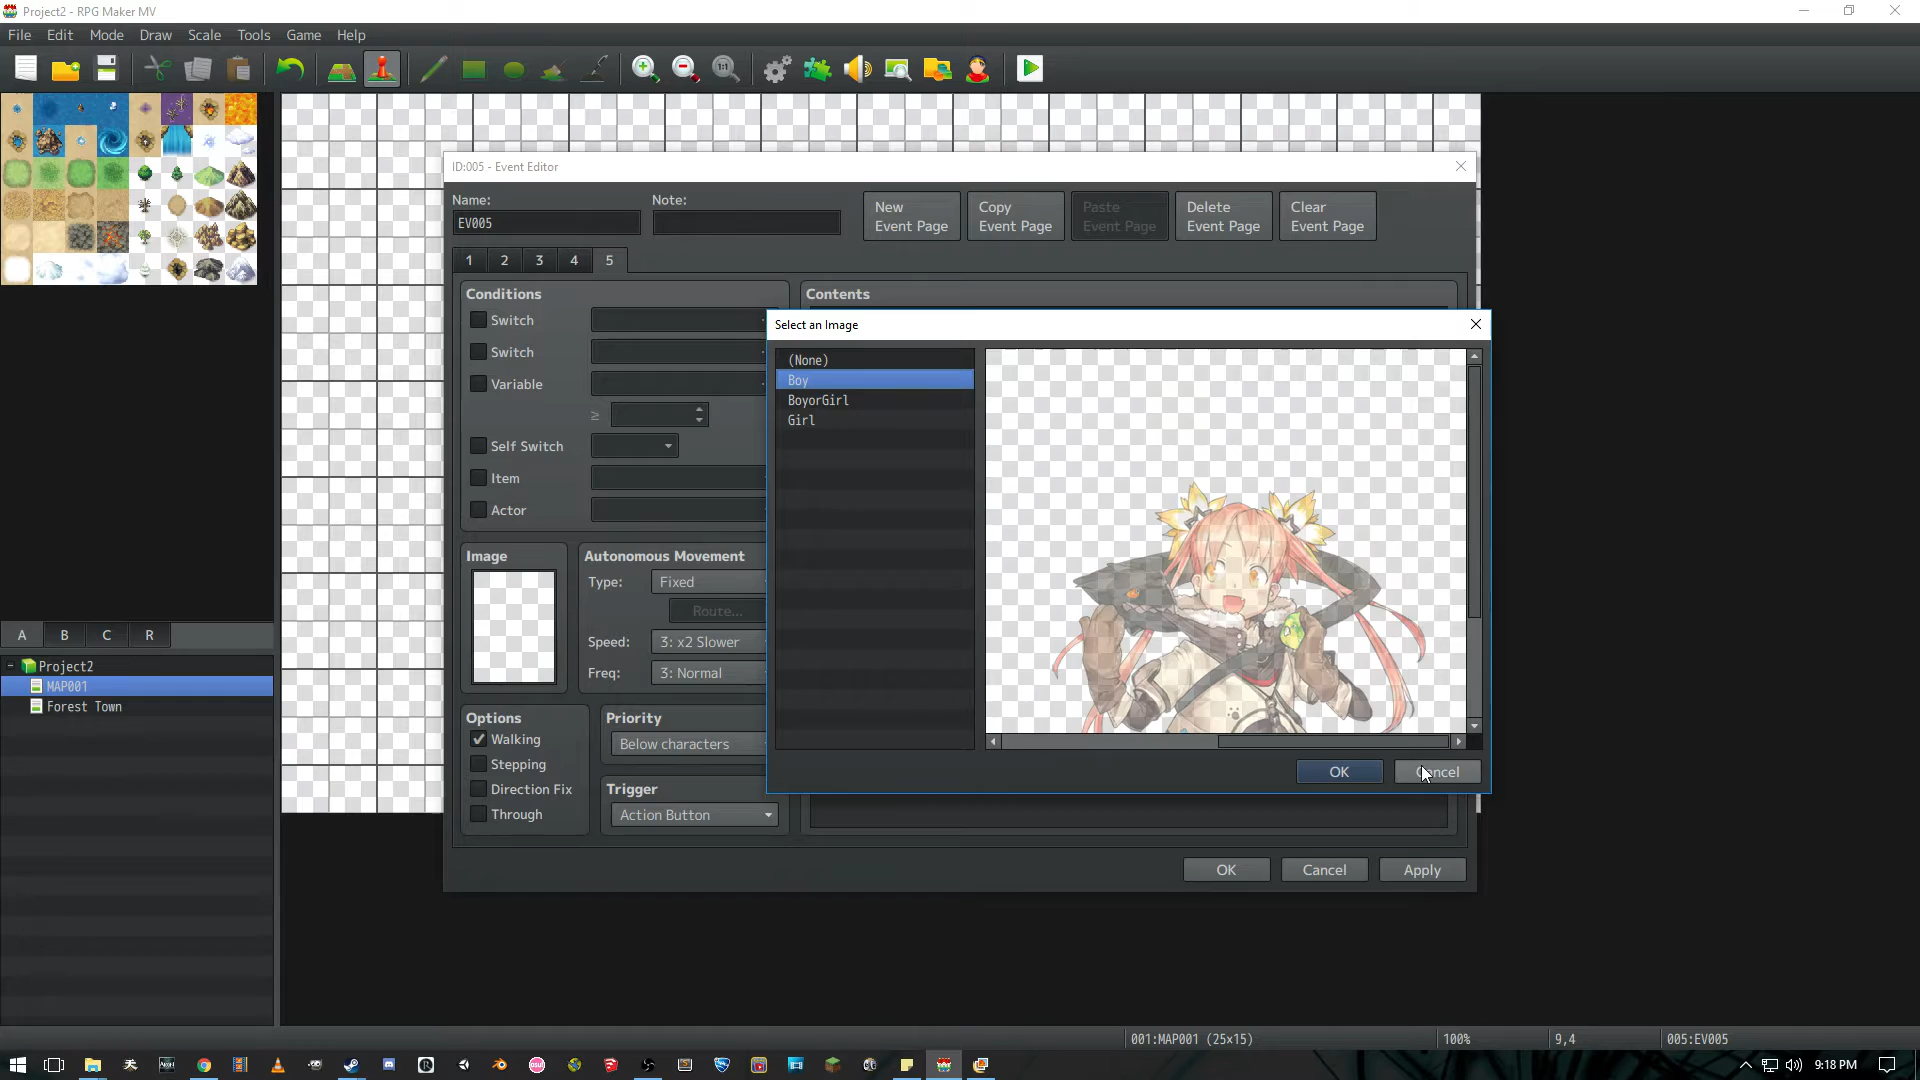 Project2 - RPG Maker MV
File Edit Mode Draw Scale Tools Game Help
1:1
ID:005 - Event Editor
Name: Note:
EV005
New Event Page
Copy Event Page
Paste Event Page
Delete Event Page
Clear Event Page
1 2 3 4 5
Conditions
Switch
Switch
Variable
≥
Self Switch
Item
Actor
Contents
Select an Image
(None)
Boy
BoyorGirl
Girl
OK Cancel
Image
Autonomous Movement
Type: Fixed
Route...
Speed: 3: x2 Slower
Freq: 3: Normal
Options
Walking
Stepping
Direction Fix
Through
Priority
Below characters
Trigger
Action Button
OK Cancel Apply
A B C R
Project2
MAP001
Forest Town
001:MAP001 (25x15) 100% 9,4 005:EV005
9:18 PM